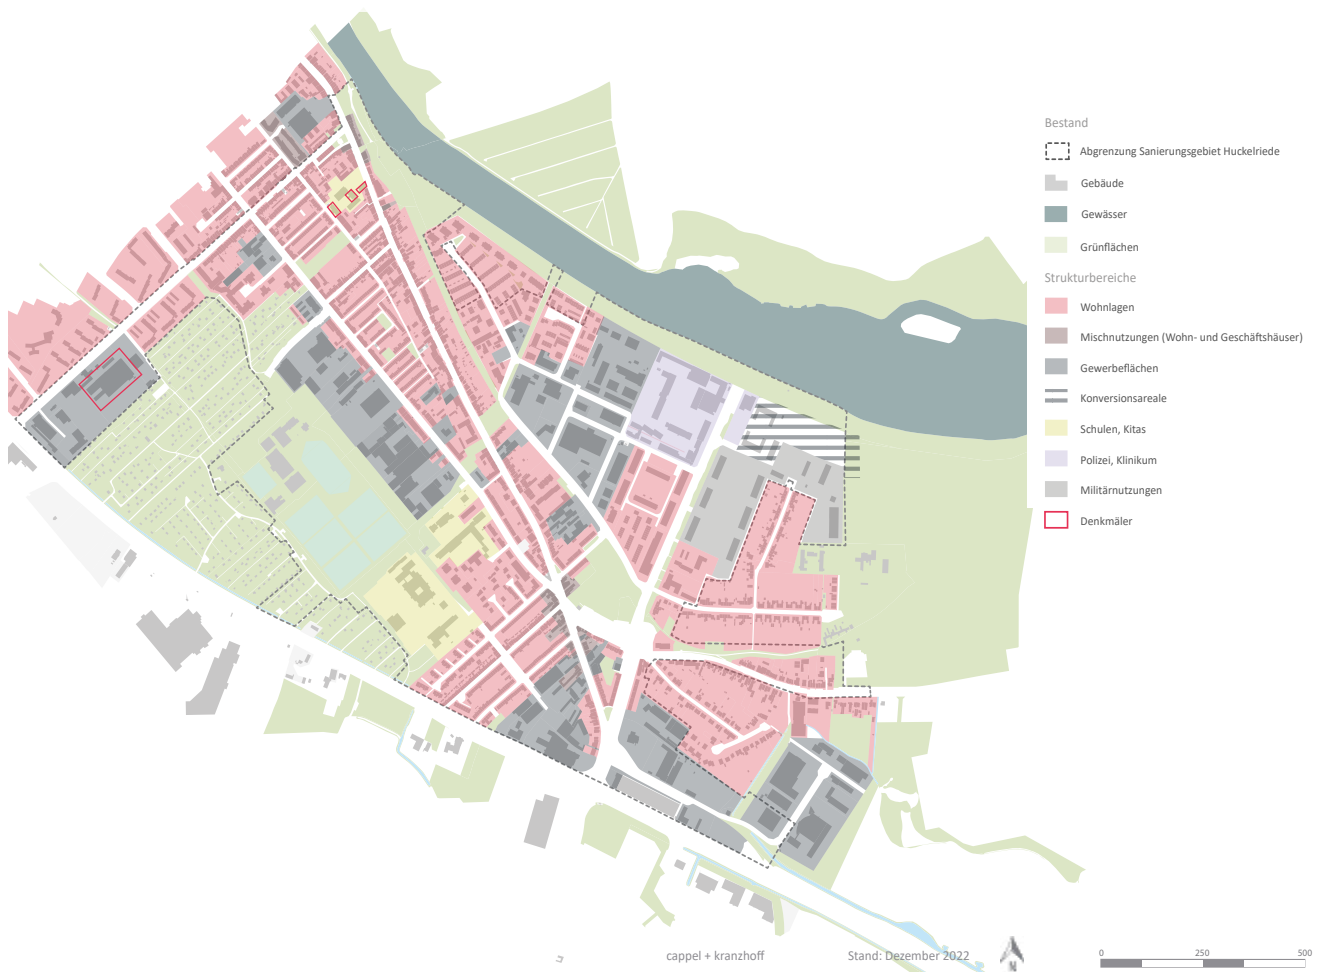 Bestand
Abgrenzung Sanierungsgebiet Huckelriede
Gebäude
Gewässer
Grünflächen
Strukturbereiche
Wohnlagen
Mischnutzungen (Wohn- und Geschäftshäuser)
Gewerbeflächen
Konversionsareale
Schulen, Kitas
Polizei, Klinikum
Militärnutzungen
Denkmäler
cappel + kranzhoff
Stand: Dezember 2022
N
0 250 500